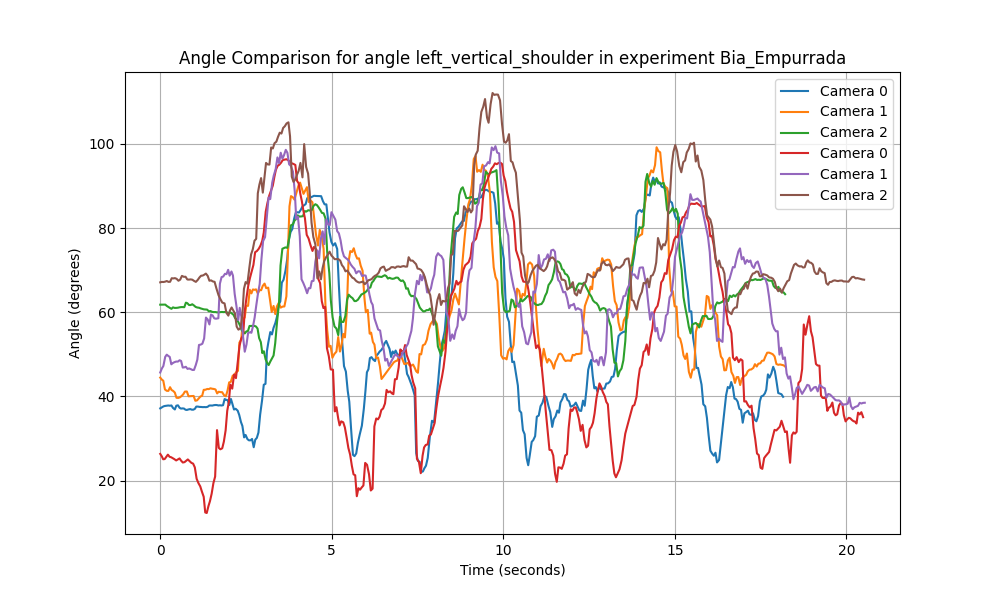 Angle Comparison for angle left_vertical_shoulder in experiment Bia_Empurrada
Camera 0
Camera 1
Camera 2
Camera 0
Camera 1
Camera 2
100
80
60
40
20
Angle (degrees)
0 5 10 15 20
Time (seconds)